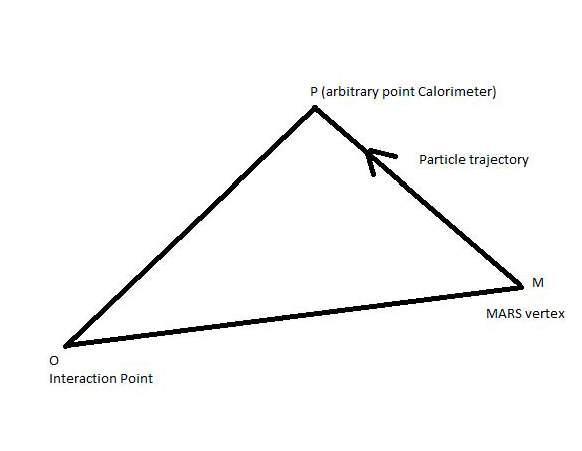 P (arbitrary point Calorimeter)
Particle trajectory
M
MARS vertex
O
Interaction Point